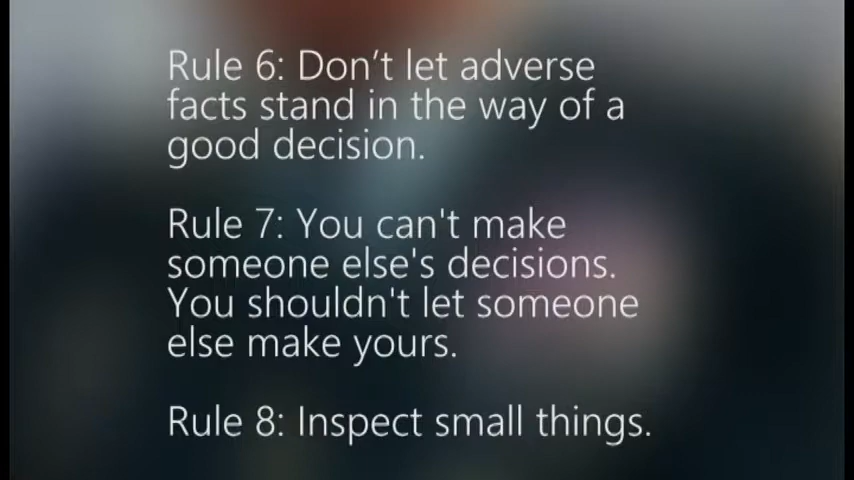 Rule 6: Don’t let adverse
facts stand in the way of a
good decision.
Rule 7: You can't make
someone else's decisions.
You shouldn't let someone
else make yours.
Rule 8: Inspect small things.